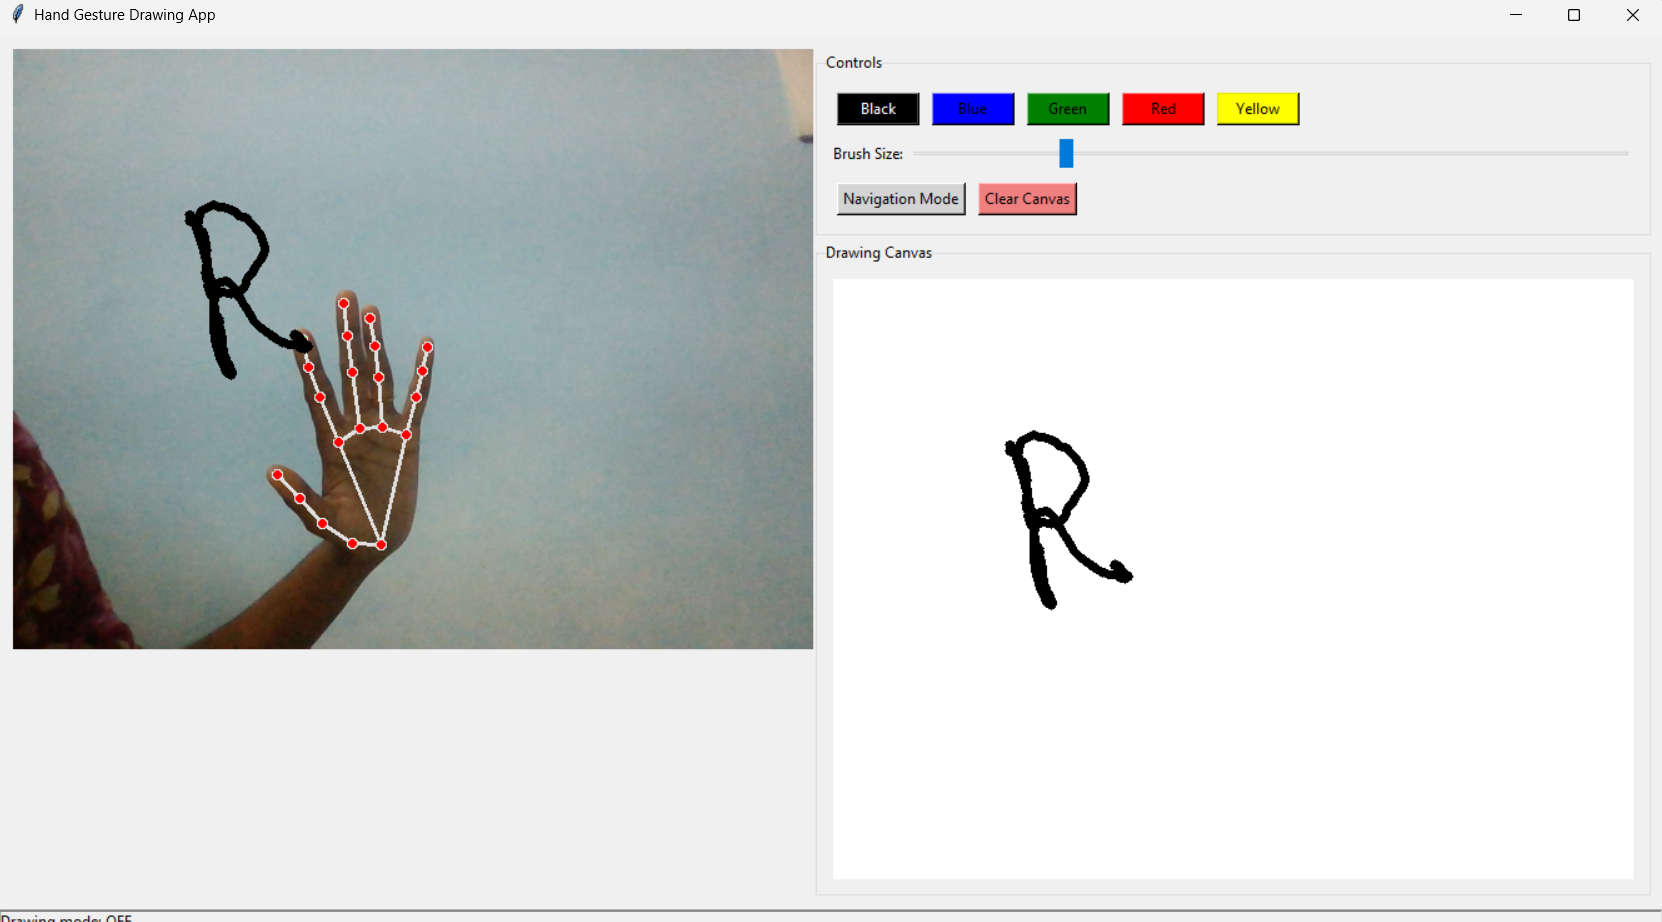 Hand Gesture Drawing App
Controls
Black Blue Green Red Yellow
Brush Size:
Navigation Mode Clear Canvas
Drawing Canvas
R
R
Drawing mode: OFF